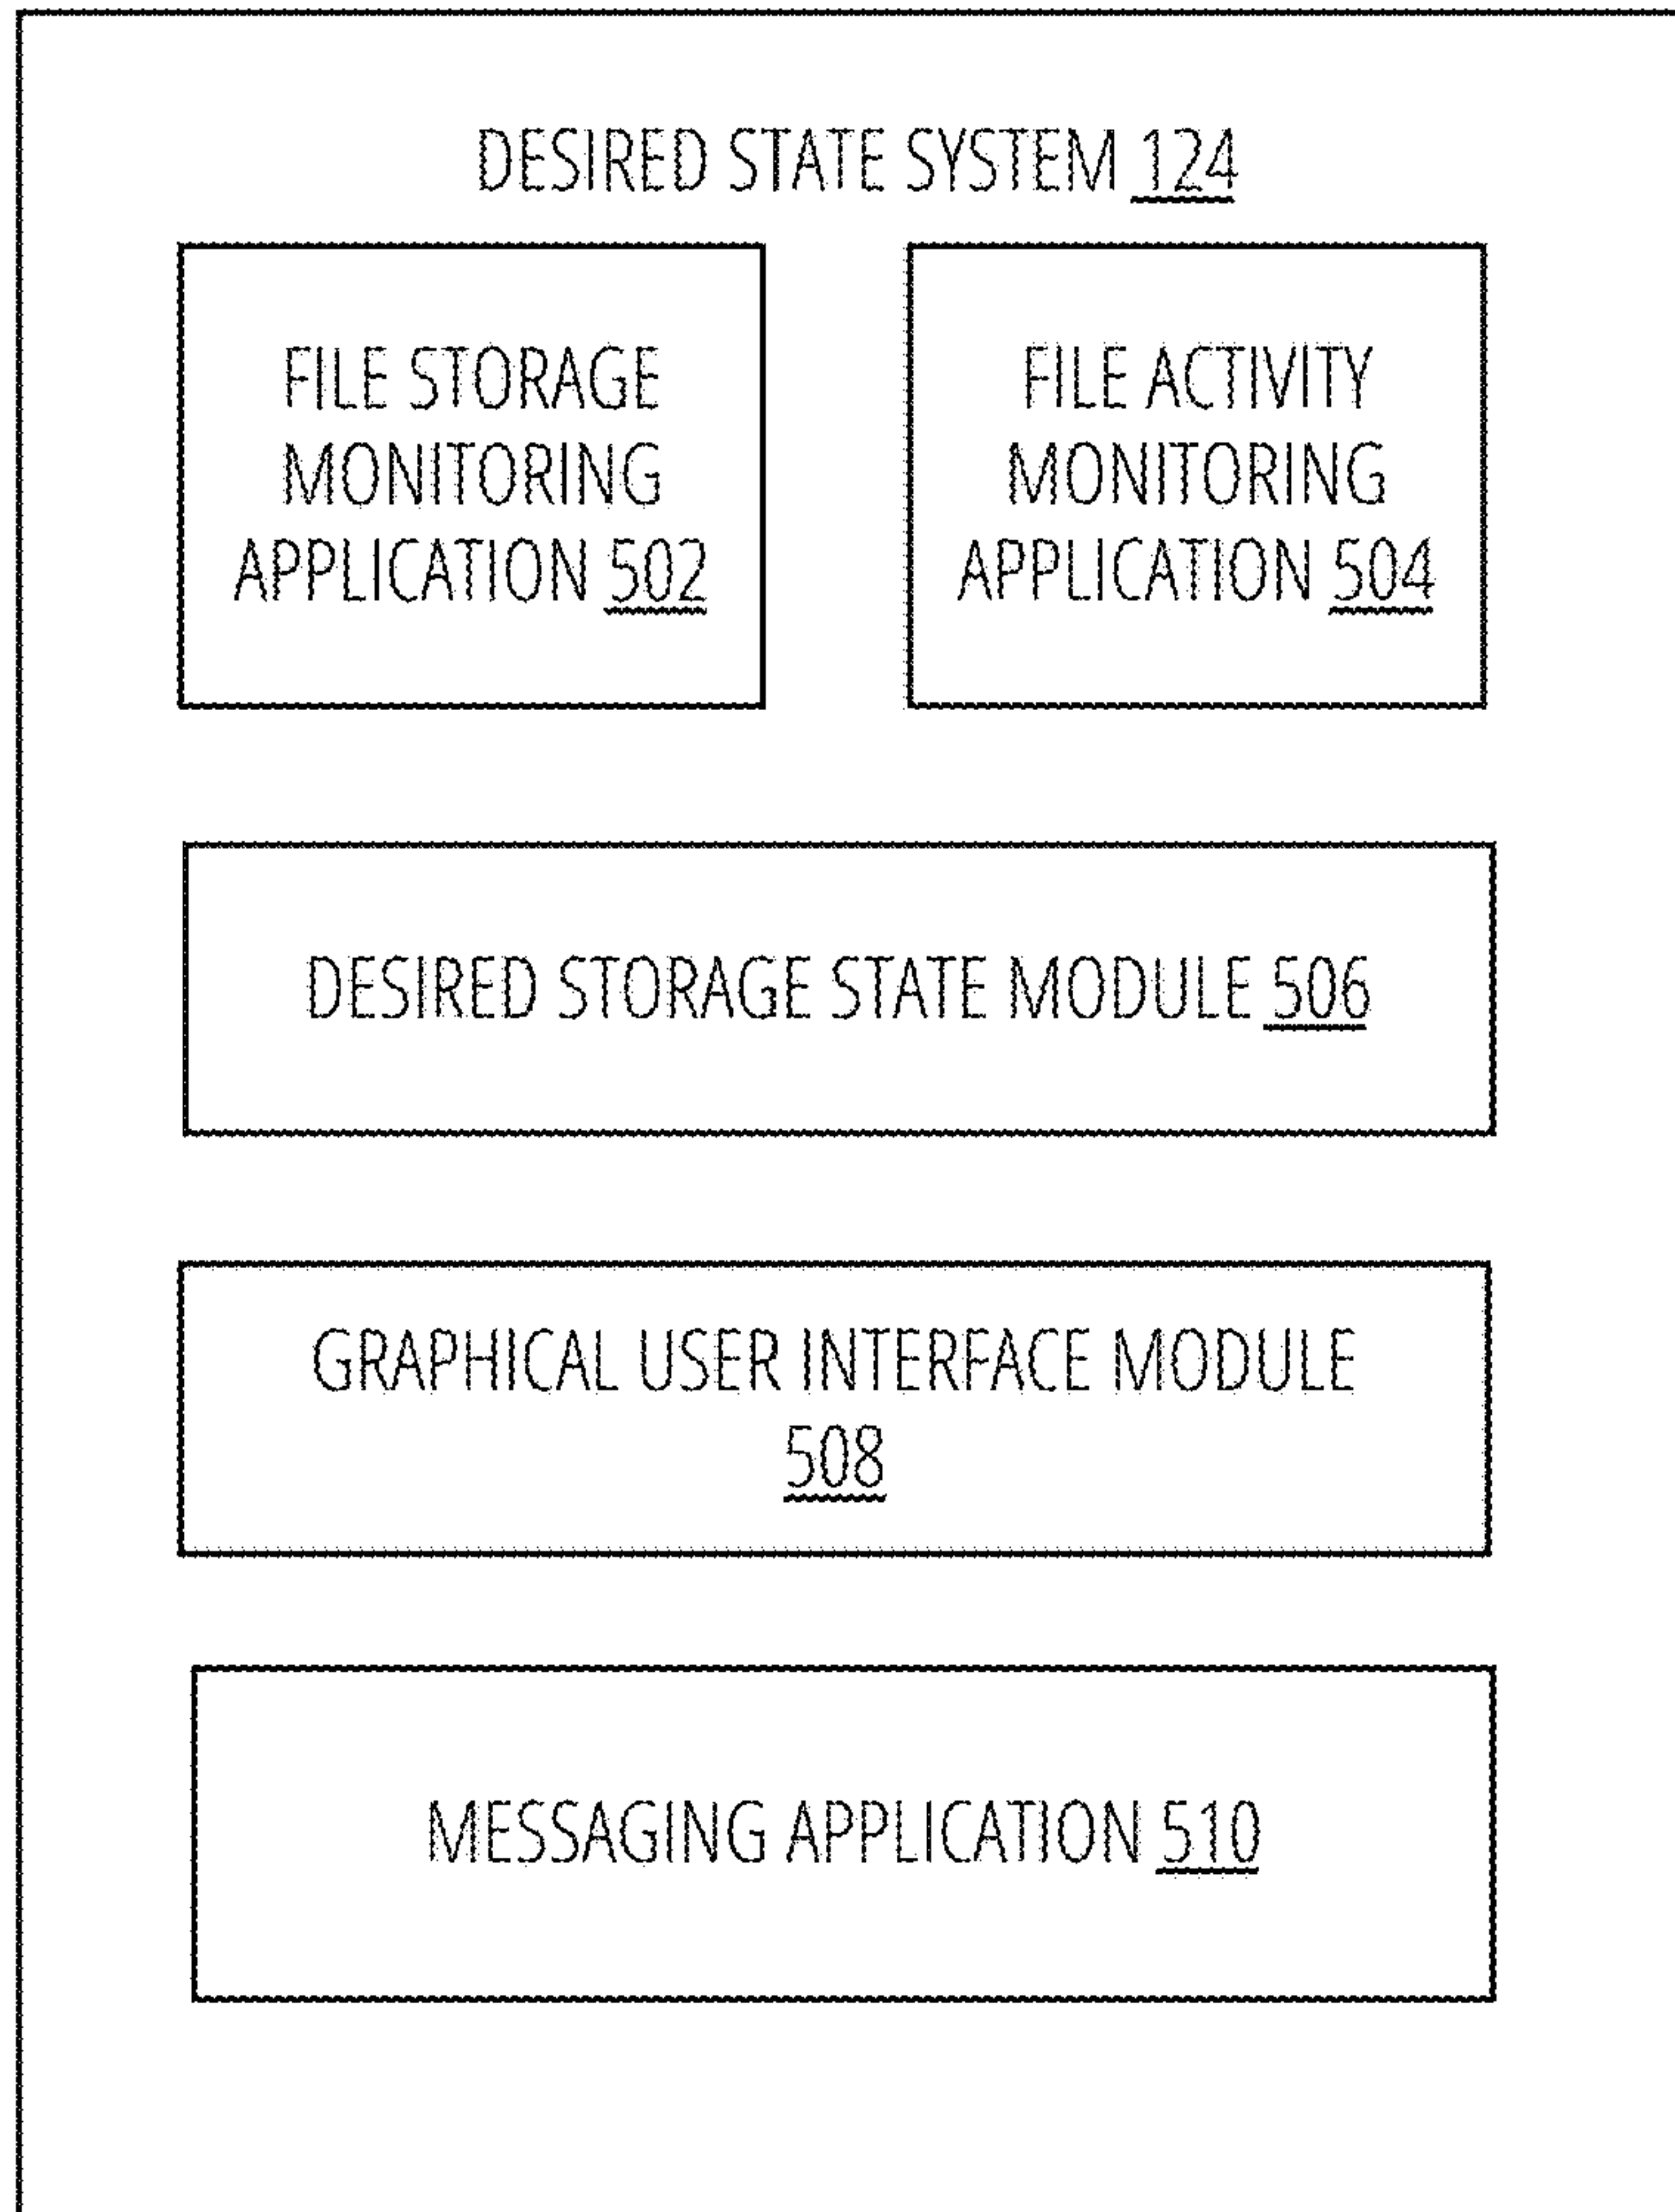 DESIRED STATE SYSTEM 124
FILE STORAGE
MONITORING
APPLICATION 502
FILE ACTIVITY
MONITORING
APPLICATION 504
DESIRED STORAGE STATE MODULE 506
GRAPHICAL USER INTERFACE MODULE
508
MESSAGING APPLICATION 510